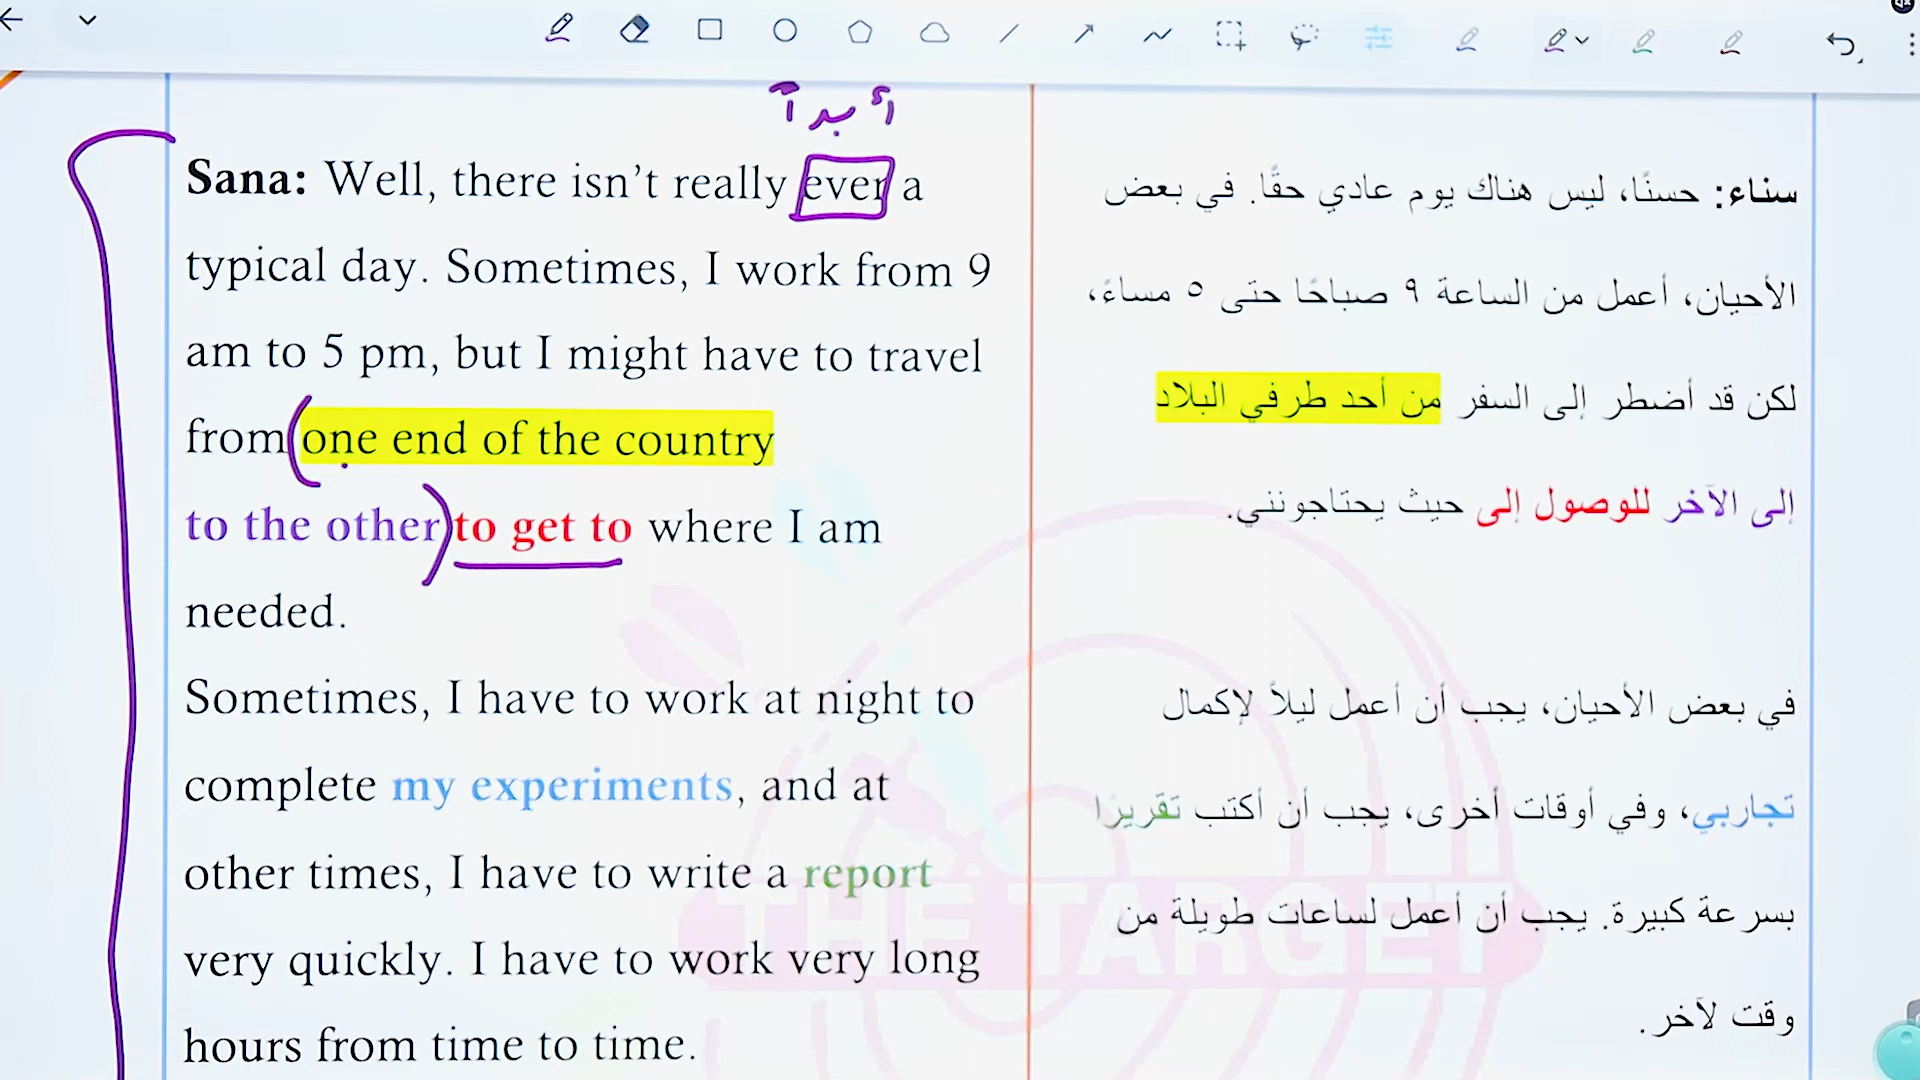 أبداً
Sana: Well, there isn't really ever a
typical day. Sometimes, I work from 9
am to 5 pm, but I might have to travel
from (one end of the country
to the other) to get to where I am
needed.
Sometimes, I have to work at night to
complete my experiments, and at
other times, I have to write a report
very quickly. I have to work very long
hours from time to time.
سناء: حسنًا، ليس هناك يوم عادي حقًا. في بعض
الأحيان، أعمل من الساعة ٩ صباحًا حتى ٥ مساءً،
لكن قد أضطر إلى السفر من أحد طرفي البلاد
إلى الآخر للوصول إلى حيث يحتاجونني.
في بعض الأحيان، يجب أن أعمل ليلاً لإكمال
تجاربي، وفي أوقات أخرى، يجب أن أكتب تقريرًا
بسرعة كبيرة. يجب أن أعمل لساعات طويلة من
وقت لآخر.
THE TARGET